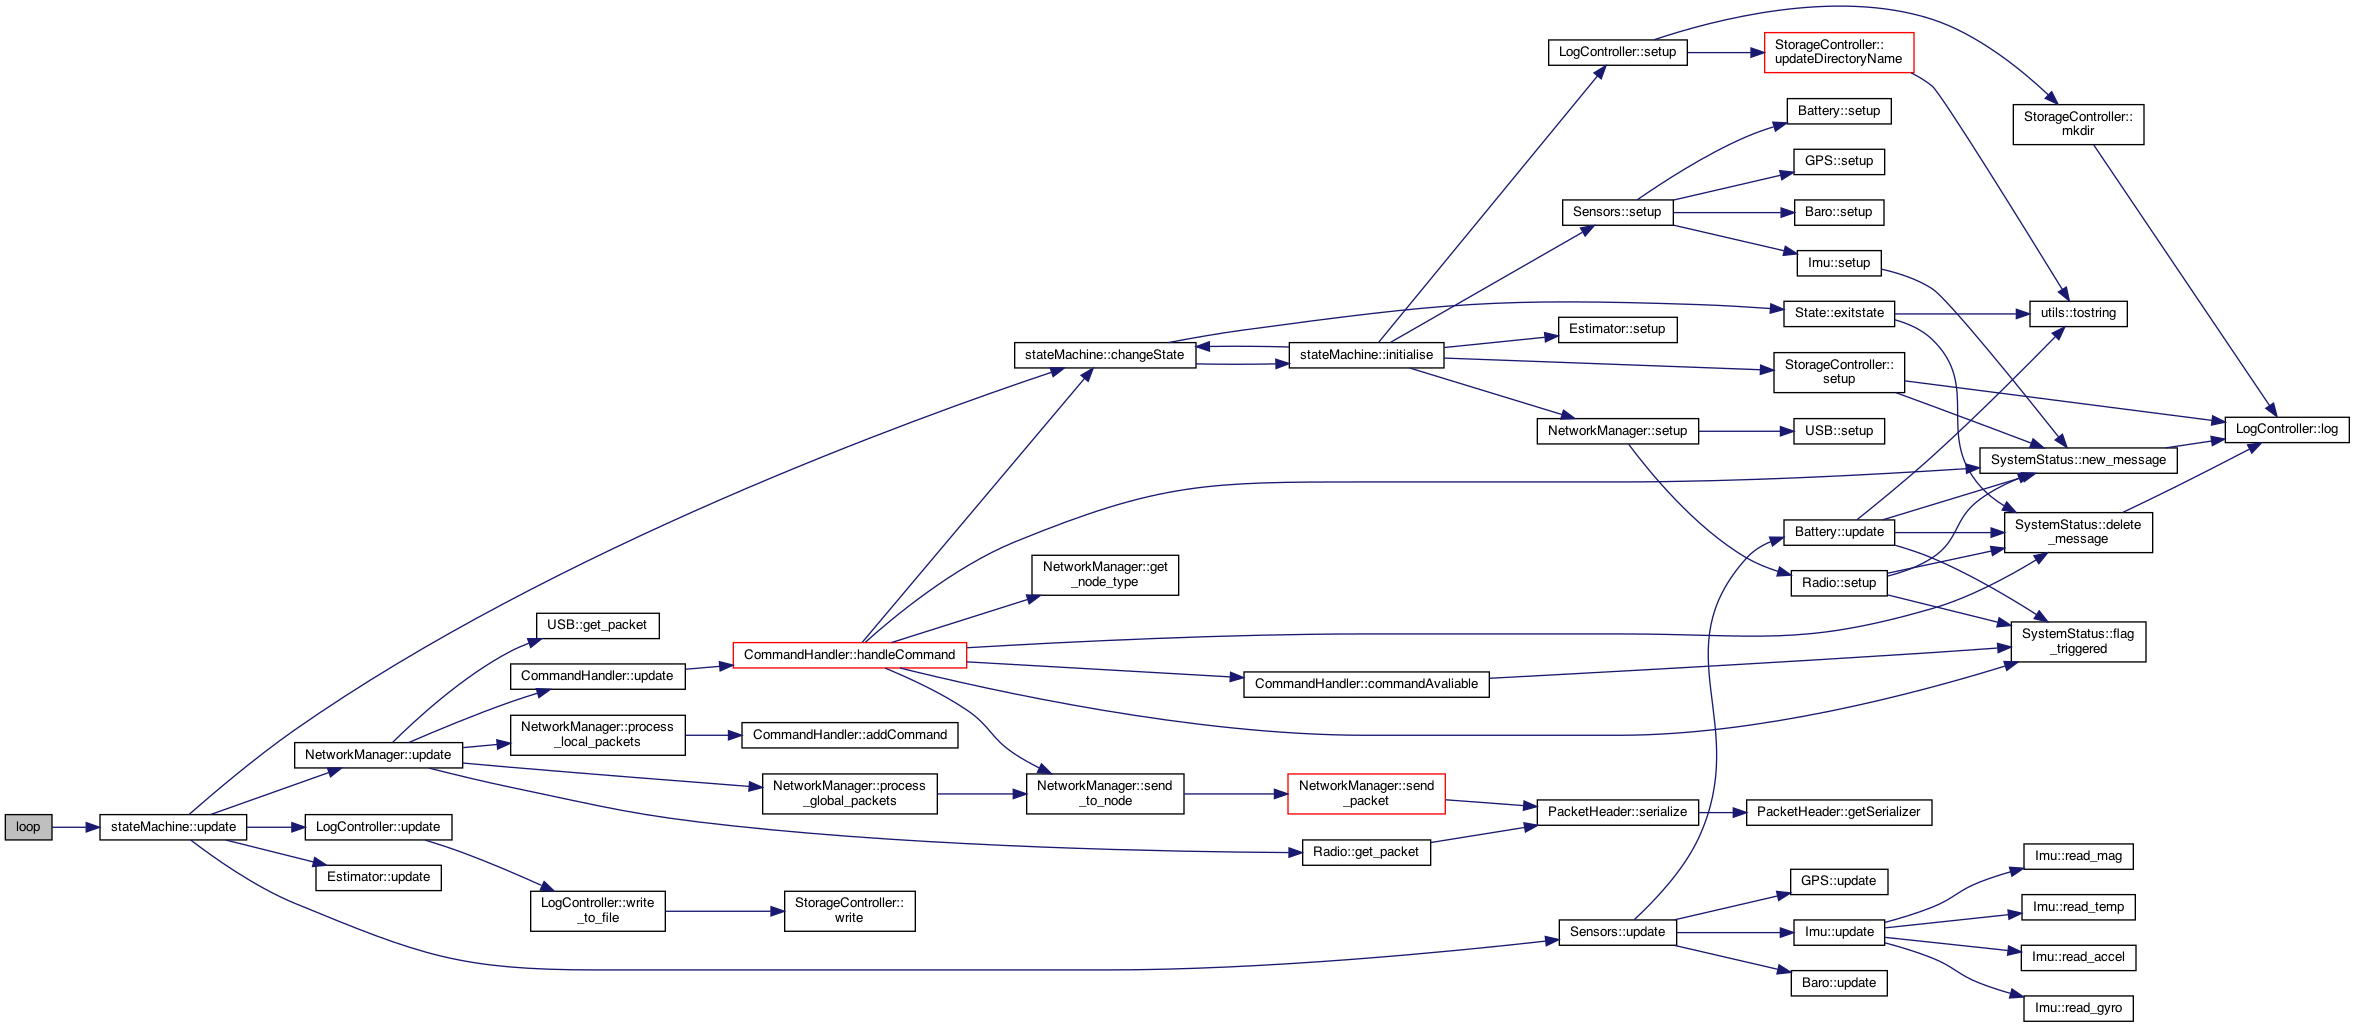 LogController::setup
StorageController::
updateDirectoryName
Battery::setup
StorageController::
mkdir
GPS::setup
Sensors::setup
Baro::setup
Imu::setup
State::exitstate
utils::tostring
Estimator::setup
stateMachine::changeState
stateMachine::initialise
StorageController::
setup
NetworkManager::setup
USB::setup
LogController::log
SystemStatus::new_message
Battery::update
SystemStatus::delete
_message
NetworkManager::get
_node_type
Radio::setup
USB::get_packet
SystemStatus::flag
_triggered
CommandHandler::handleCommand
CommandHandler::update
CommandHandler::commandAvaliable
NetworkManager::process
_local_packets
CommandHandler::addCommand
NetworkManager::update
NetworkManager::process
_global_packets
NetworkManager::send
_to_node
NetworkManager::send
_packet
PacketHeader::serialize
PacketHeader::getSerializer
loop
stateMachine::update
LogController::update
Radio::get_packet
Imu::read_mag
Estimator::update
GPS::update
LogController::write
_to_file
StorageController::
write
Imu::read_temp
Sensors::update
Imu::update
Imu::read_accel
Baro::update
Imu::read_gyro